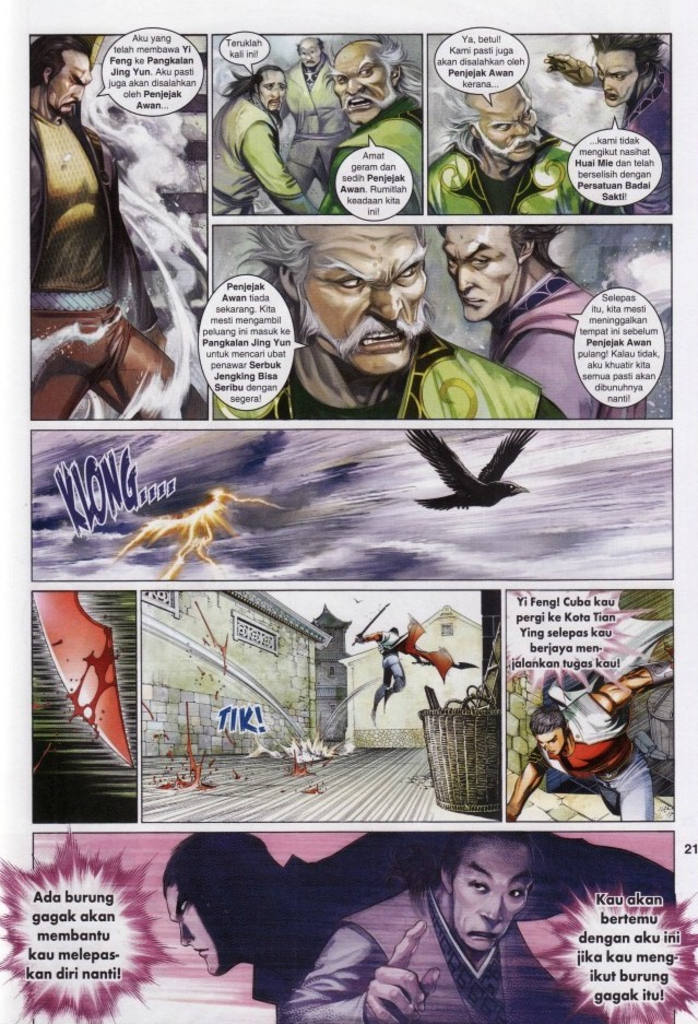 Aku yang
telah membawa Yi
Feng ke Pangkalan
Jing Yun. Aku pasti
juga akan disalahkan
oleh Penjejak
Awan...
Teruklah
kali ini!
Amat
geram dan
sedih Penjejak
Awan. Rumitlah
keadaan kita
ini!
Ya, betul!
Kami pasti juga
akan disalahkan oleh
Penjejak Awan
kerana...
...kami tidak
mengikut nasihat
Huai Mie dan telah
berselisih dengan
Persatuan Badai
Sakti!
Penjejak
Awan tiada
sekarang. Kita
mesti mengambil
peluang ini masuk ke
Pangkalan Jing Yun
untuk mencari ubat
penawar Serbuk
Jengking Bisa
Seribu dengan
segera!
Selepas
itu, kita mesti
meninggalkan
tempat ini sebelum
Penjejak Awan
pulang! Kalau tidak,
aku khuatir kita
semua pasti akan
dibunuhnya
nanti!
KLONG....
TIK!
Yi Feng! Cuba kau
pergi ke Kota Tian
Ying selepas kau
berjaya men-
jalankan tugas kau!
21
Ada burung
gagak akan
membantu
kau melepas-
kan diri nanti!
Kau akan
bertemu
dengan aku ini
jika kau meng-
ikut burung
gagak itu!